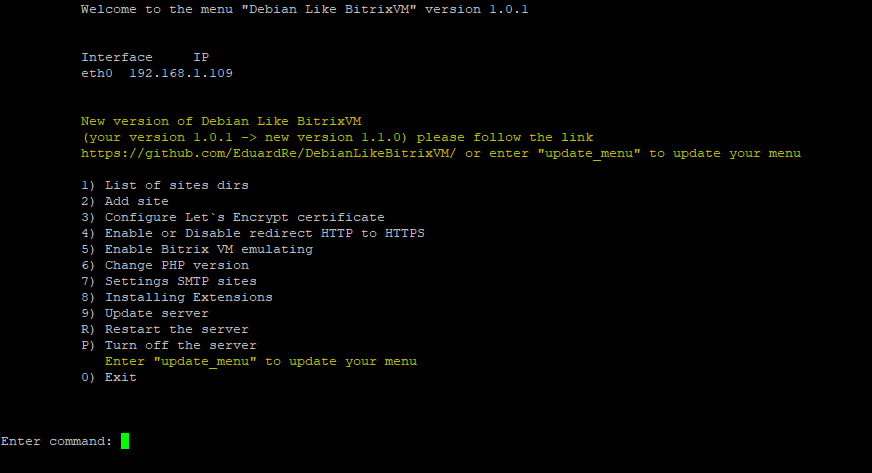 Welcome to the menu "Debian Like BitrixVM" version 1.0.1
Interface     IP
eth0  192.168.1.109
New version of Debian Like BitrixVM
(your version 1.0.1 -> new version 1.1.0) please follow the link
https://github.com/EduardRe/DebianLikeBitrixVM/ or enter "update_menu" to update your menu
1) List of sites dirs
2) Add site
3) Configure Let`s Encrypt certificate
4) Enable or Disable redirect HTTP to HTTPS
5) Enable Bitrix VM emulating
6) Change PHP version
7) Settings SMTP sites
8) Installing Extensions
9) Update server
R) Restart the server
P) Turn off the server
Enter "update_menu" to update your menu
0) Exit
Enter command: